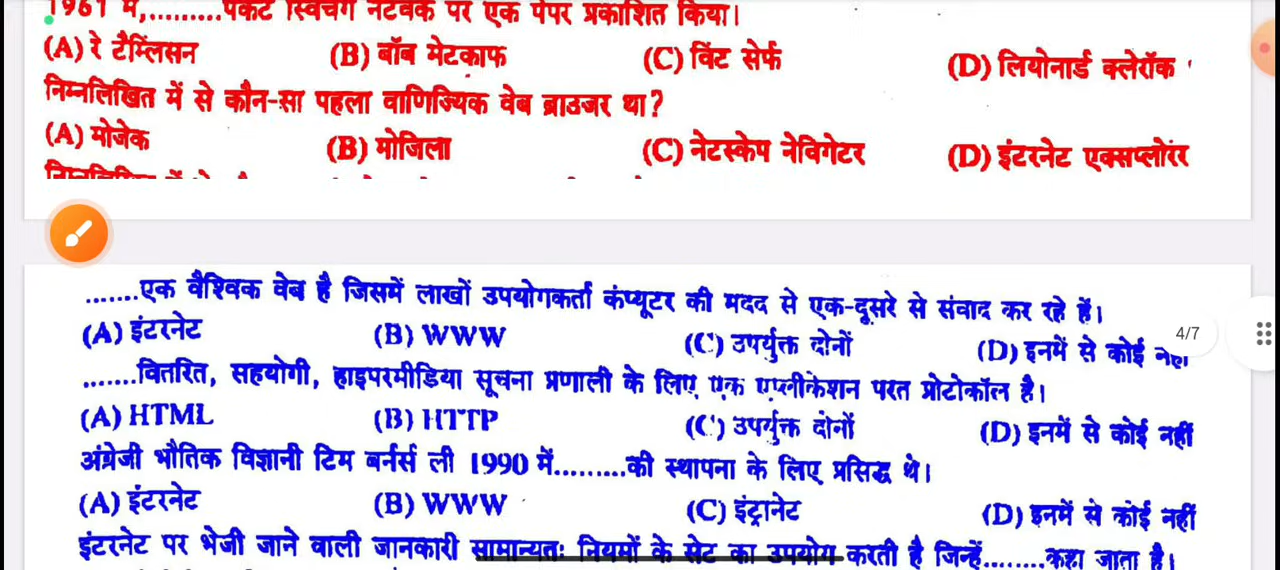 1961 में,.........पैकेट स्विचिंग नेटवर्क पर एक पेपर प्रकाशित किया।
(A) रे टैम्लिसन (B) बॉब मेटकाफ (C) विंट सेर्फ (D) लियोनार्ड क्लेरॉक
निम्नलिखित में से कौन-सा पहला वाणिज्यिक वेब ब्राउजर था?
(A) मोजेक (B) मोजिला (C) नेटस्केप नेविगेटर (D) इंटरनेट एक्सप्लोरर
.......एक वैश्विक वेब है जिसमें लाखों उपयोगकर्ता कंप्यूटर की मदद से एक-दूसरे से संवाद कर रहे हैं।
(A) इंटरनेट (B) WWW (C) उपर्युक्त दोनों (D) इनमें से कोई नहीं
4/7
.......वितरित, सहयोगी, हाइपरमीडिया सूचना प्रणाली के लिए एक एप्लीकेशन परत प्रोटोकॉल है।
(A) HTML (B) HTTP (C) उपर्युक्त दोनों (D) इनमें से कोई नहीं
अंग्रेजी भौतिक विज्ञानी टिम बर्नर्स ली 1990 में.........की स्थापना के लिए प्रसिद्ध थे।
(A) इंटरनेट (B) WWW (C) इंट्रानेट (D) इनमें से कोई नहीं
इंटरनेट पर भेजी जाने वाली जानकारी सामान्यतः नियमों के सेट का उपयोग करती है जिन्हें........कहा जाता है।